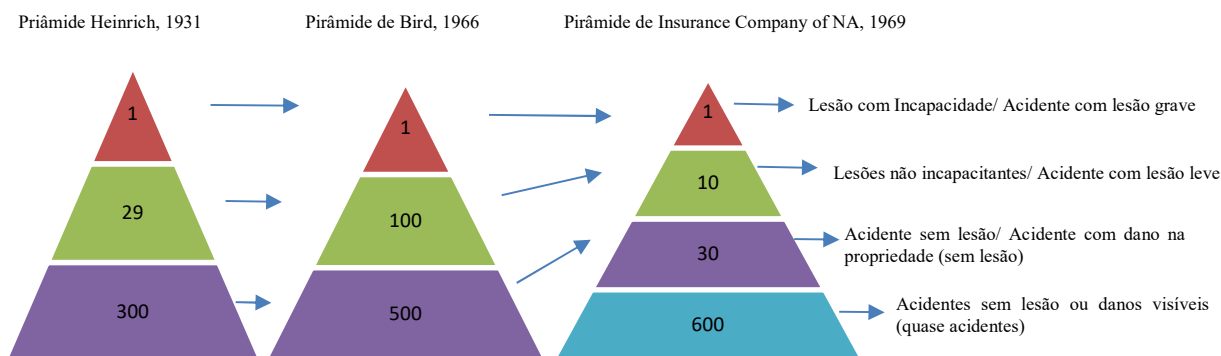 Pirâmide Heinrich, 1931
Pirâmide de Bird, 1966
Pirâmide de Insurance Company of NA, 1969
1
29
300
1
100
500
1
10
30
600
Lesão com Incapacidade/ Acidente com lesão grave
Lesões não incapacitantes/ Acidente com lesão leve
Acidente sem lesão/ Acidente com dano na
propriedade (sem lesão)
Acidentes sem lesão ou danos visíveis
(quase acidentes)